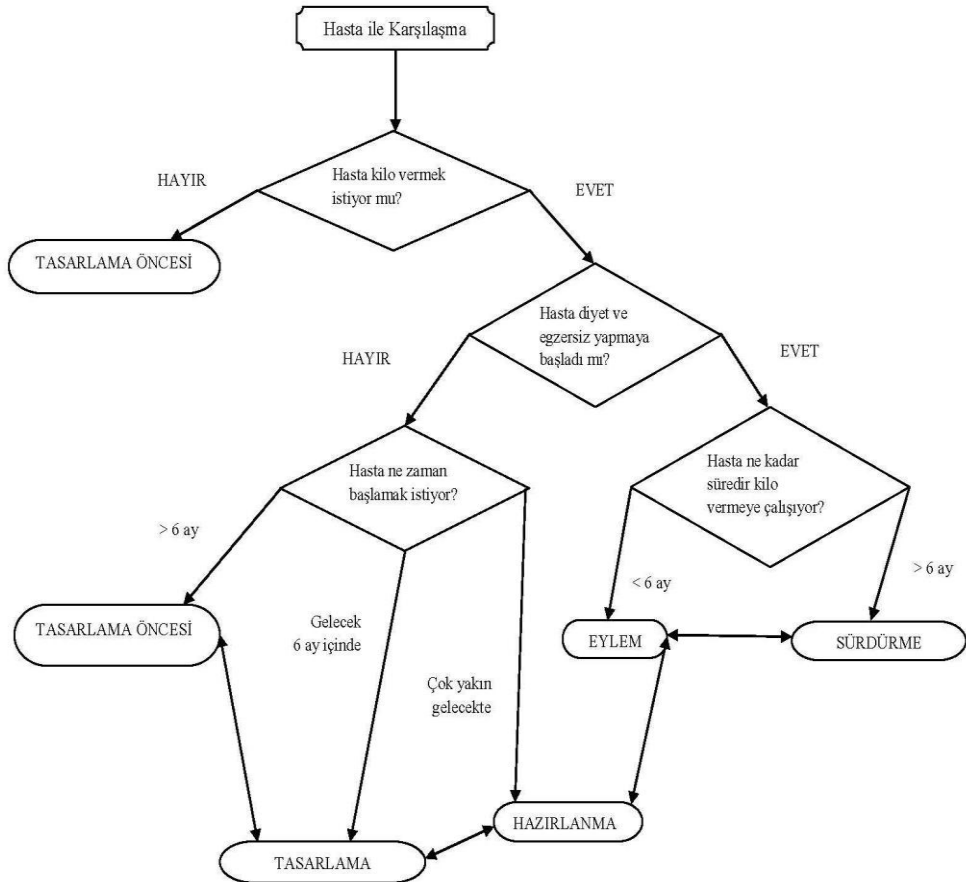 Hasta ile Karşılaşma
Hasta kilo vermek
istiyor mu?
HAYIR
EVET
TASARLAMA ÖNCESİ
Hasta diyet ve
egzersiz yapmaya
başladı mı?
HAYIR
EVET
Hasta ne zaman
başlamak istiyor?
Hasta ne kadar
süredir kilo
vermeye çalışıyor?
> 6 ay
< 6 ay
> 6 ay
TASARLAMA ÖNCESİ
Gelecek
6 ay içinde
EYLEM
SÜRDÜRME
Çok yakın
gelecekte
HAZIRLANMA
TASARLAMA